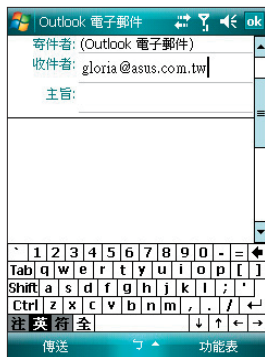 Outlook 電子郵件 ok
寄件者: (Outlook 電子郵件)
收件者: gloria@asus.com.tw
主旨:
` 1 2 3 4 5 6 7 8 9 0 - =
Tab q w e r t y u i o p [ ]
Shift a s d f g h j k l ; '
Ctrl z x c v b n m , . /
注 英 符 全
傳送 ㄅ 功能表